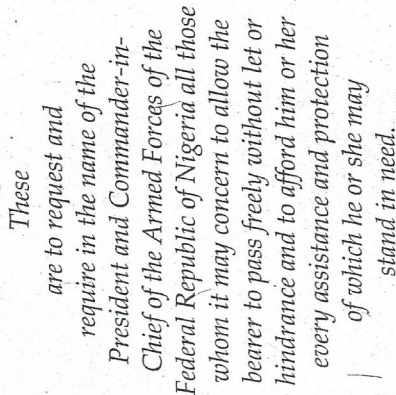 These
are to request and
require in the name of the
President and Commander-in-
Chief of the Armed Forces of the
Federal Republic of Nigeria all those
whom it may concern to allow the
bearer to pass freely without let or
hindrance and to afford him or her
every assistance and protection
of which he or she may
stand in need.